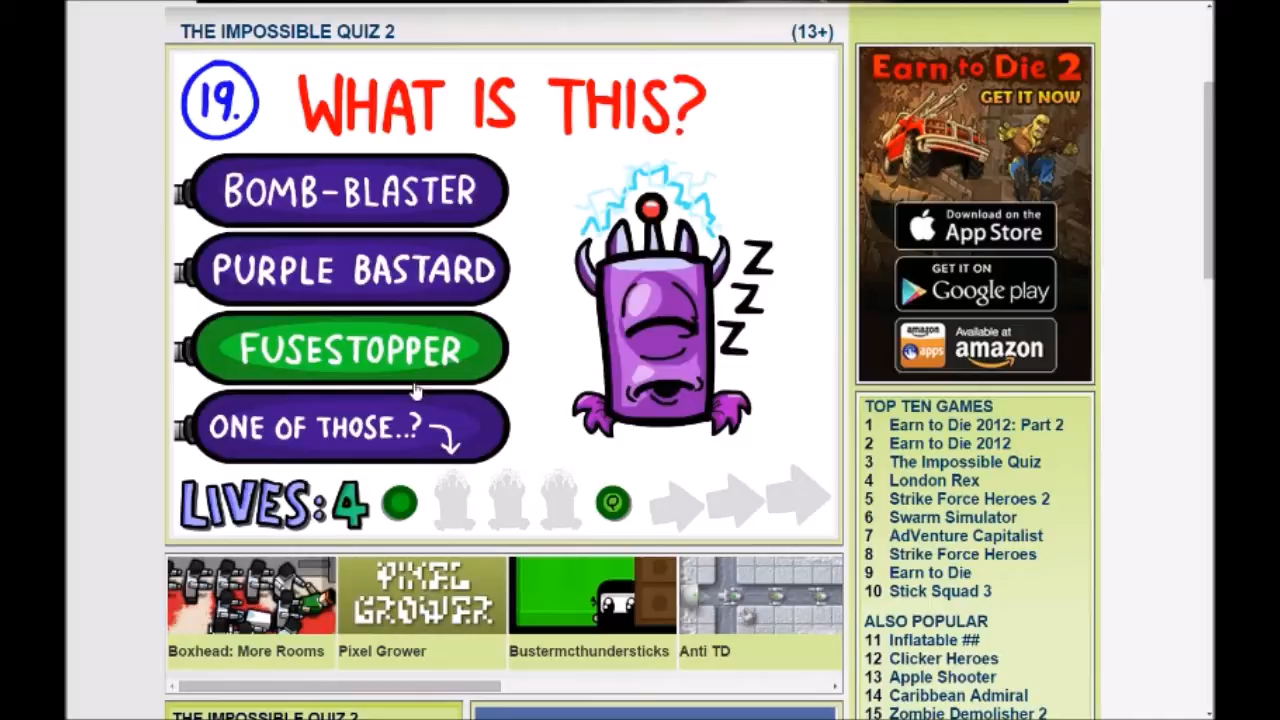 THE IMPOSSIBLE QUIZ 2
(13+)
19.
WHAT IS THIS?
BOMB-BLASTER
PURPLE BASTARD
FUSESTOPPER
ONE OF THOSE..?
Z
Z
Z
LIVES:4
Q
Earn to Die 2
GET IT NOW
Download on the
App Store
GET IT ON
Google play
amazon
apps
Available at
amazon
TOP TEN GAMES
1 Earn to Die 2012: Part 2
2 Earn to Die 2012
3 The Impossible Quiz
4 London Rex
5 Strike Force Heroes 2
6 Swarm Simulator
7 AdVenture Capitalist
8 Strike Force Heroes
9 Earn to Die
10 Stick Squad 3
ALSO POPULAR
11 Inflatable ##
12 Clicker Heroes
13 Apple Shooter
14 Caribbean Admiral
15 Zombie Demolisher 2
PIXEL
GROWER
Boxhead: More Rooms
Pixel Grower
Bustermcthundersticks
Anti TD
THE IMPOSSIBLE QUIZ 2